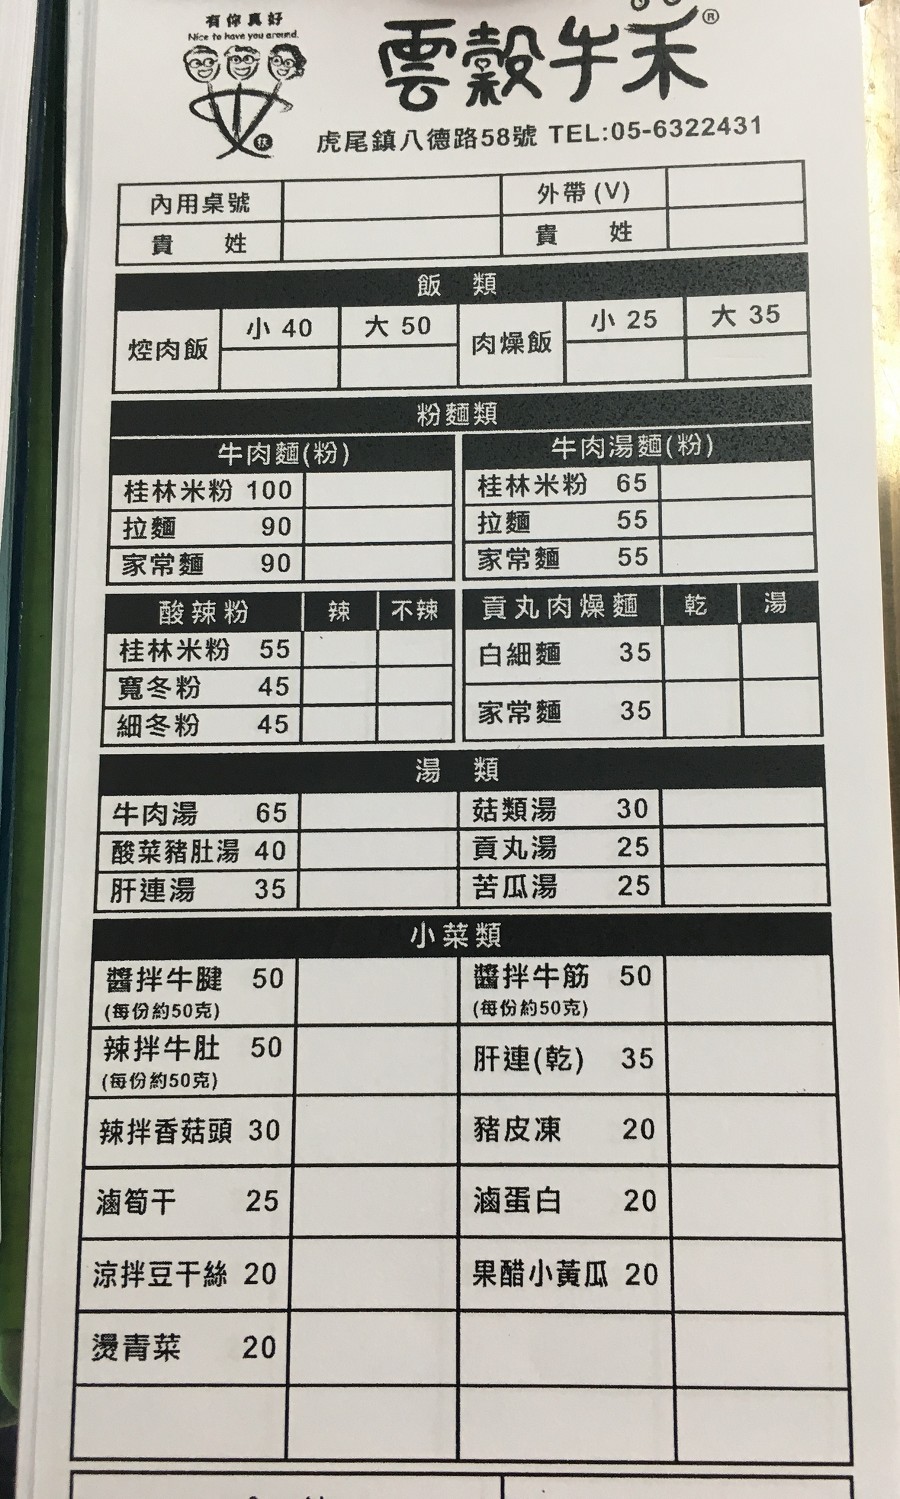 有你真好
Nice to have you around.
雲穀牛禾®
虎尾鎮八德路58號 TEL:05-6322431
內用桌號 外帶(V)
貴 姓 貴 姓
飯 類
焢肉飯 小 40 大 50 肉燥飯 小 25 大 35
粉麵類
牛肉麵(粉) 牛肉湯麵(粉)
桂林米粉 100 桂林米粉 65
拉麵 90 拉麵 55
家常麵 90 家常麵 55
酸辣粉 辣 不辣 貢丸肉燥麵 乾 湯
桂林米粉 55 白細麵 35
寬冬粉 45
細冬粉 45 家常麵 35
湯 類
牛肉湯 65 菇類湯 30
酸菜豬肚湯 40 貢丸湯 25
肝連湯 35 苦瓜湯 25
小菜類
醬拌牛腱 50 醬拌牛筋 50
(每份約50克) (每份約50克)
辣拌牛肚 50 肝連(乾) 35
(每份約50克)
辣拌香菇頭 30 豬皮凍 20
滷筍干 25 滷蛋白 20
涼拌豆干絲 20 果醋小黃瓜 20
燙青菜 20